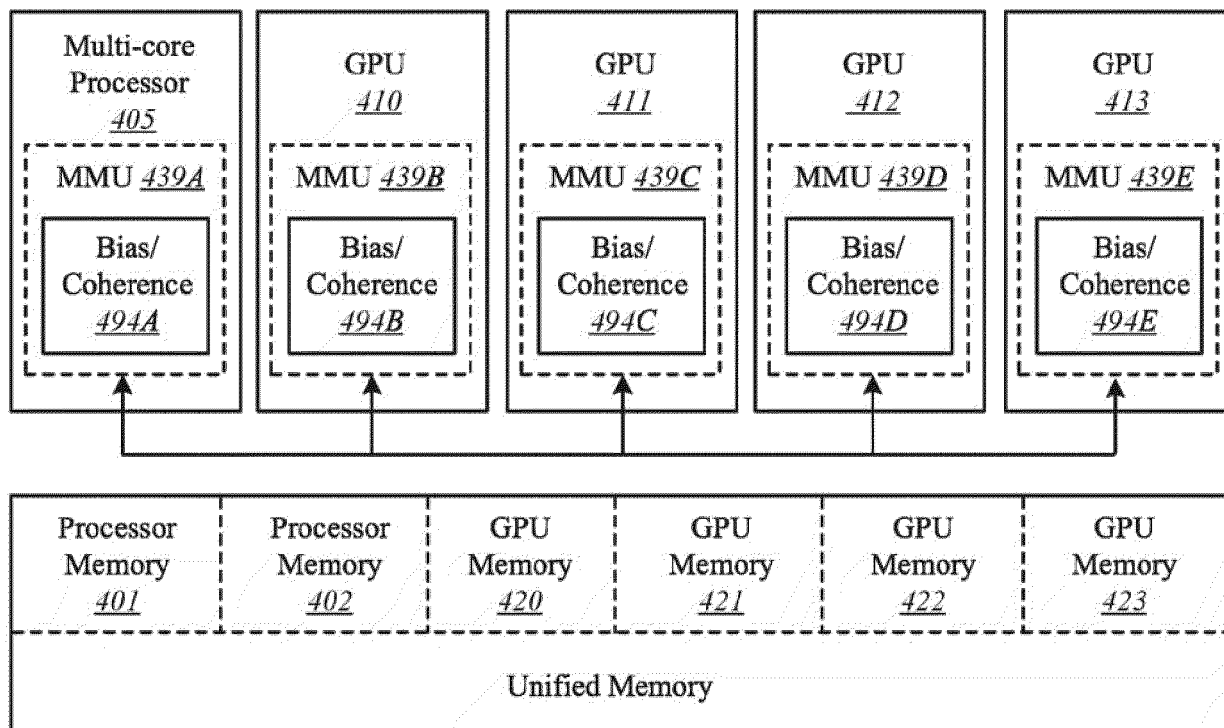 Multi-core
Processor
405
MMU 439A
Bias/
Coherence
494A
GPU
410
MMU 439B
Bias/
Coherence
494B
GPU
411
MMU 439C
Bias/
Coherence
494C
GPU
412
MMU 439D
Bias/
Coherence
494D
GPU
413
MMU 439E
Bias/
Coherence
494E
Processor
Memory
401
Processor
Memory
402
GPU
Memory
420
GPU
Memory
421
GPU
Memory
422
GPU
Memory
423
Unified Memory